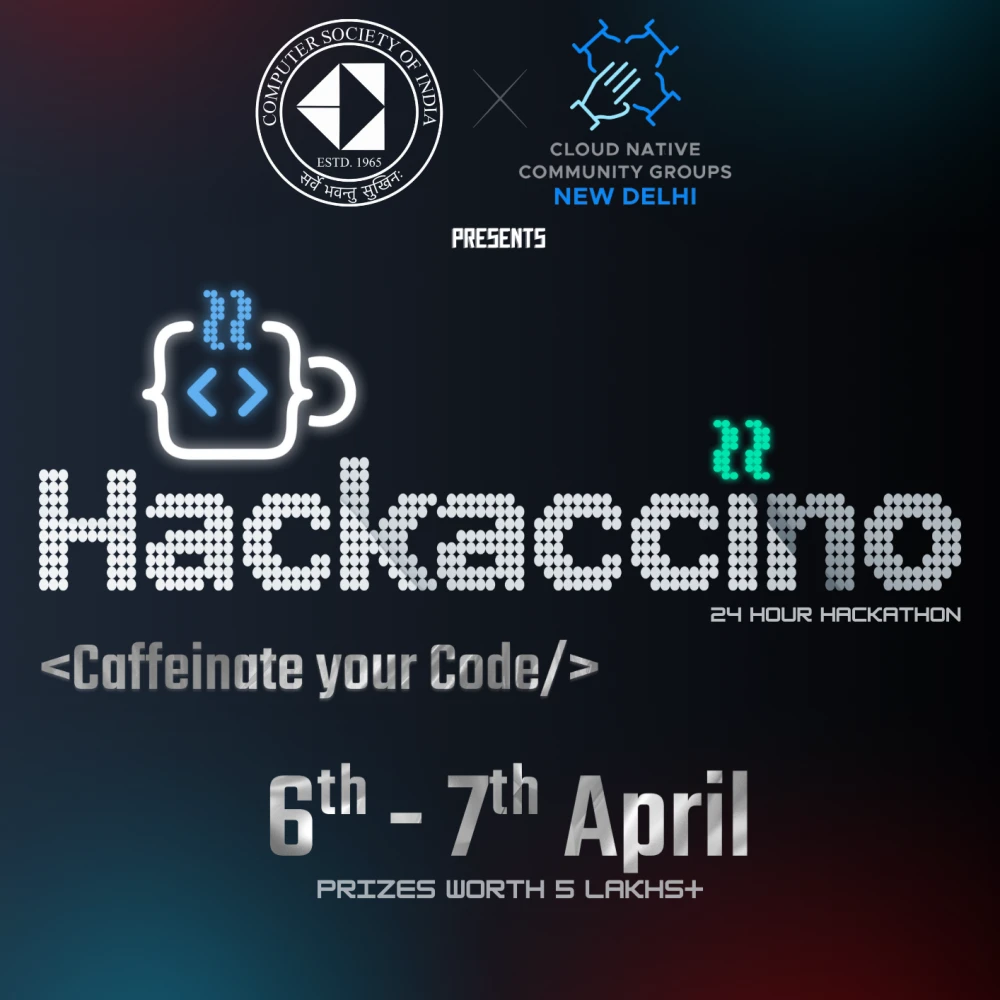 COMPUTER SOCIETY OF INDIA
ESTD. 1965
सर्वे भवन्तु सुखिनः
CLOUD NATIVE
COMMUNITY GROUPS
NEW DELHI
PRESENTS
< >
Hackaccino
24 HOUR HACKATHON
<Caffeinate your Code/>
6th - 7th April
PRIZES WORTH 5 LAKHS+